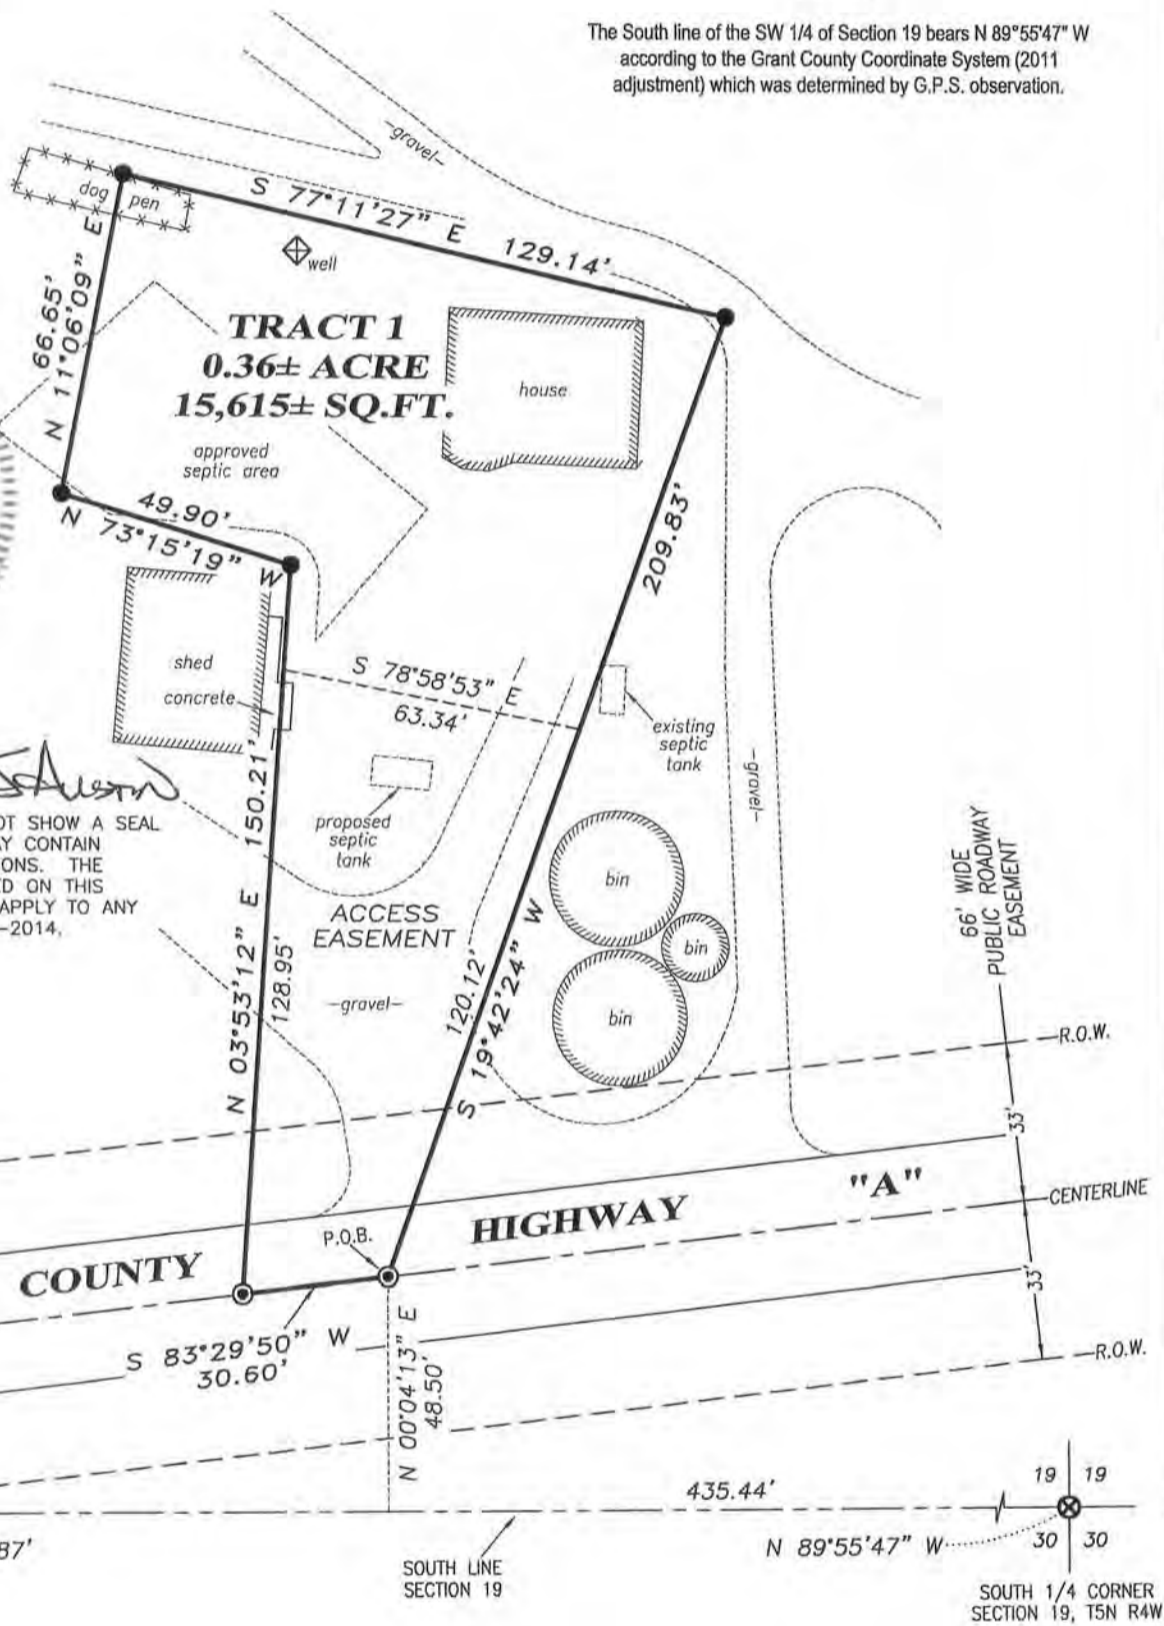 The South line of the SW 1/4 of Section 19 bears N 89°55'47" W
according to the Grant County Coordinate System (2011
adjustment) which was determined by G.P.S. observation.
-gravel-
dog pen
S 77°11'27" E 129.14'
well
66.65'
N 11°06'09" E
TRACT 1
0.36± ACRE
15,615± SQ.FT.
house
approved
septic area
49.90'
N 73°15'19" W
209.83'
shed
concrete
S 78°58'53" E
63.34'
existing
septic
tank
-gravel-
JSAustin
OT SHOW A SEAL
AY CONTAIN
ONS. THE
ED ON THIS
APPLY TO ANY
-2014,
proposed
septic
tank
bin
bin
bin
ACCESS
EASEMENT
-gravel-
N 03°53'12" E 150.21'
128.95'
120.12'
S 19°42'24" W
66' WIDE
PUBLIC ROADWAY
EASEMENT
R.O.W.
33'
CENTERLINE
33'
R.O.W.
COUNTY HIGHWAY "A"
P.O.B.
S 83°29'50" W
30.60'
N 00°04'13" E
48.50'
435.44'
19 19
30 30
N 89°55'47" W
87'
SOUTH LINE
SECTION 19
SOUTH 1/4 CORNER
SECTION 19, T5N R4W